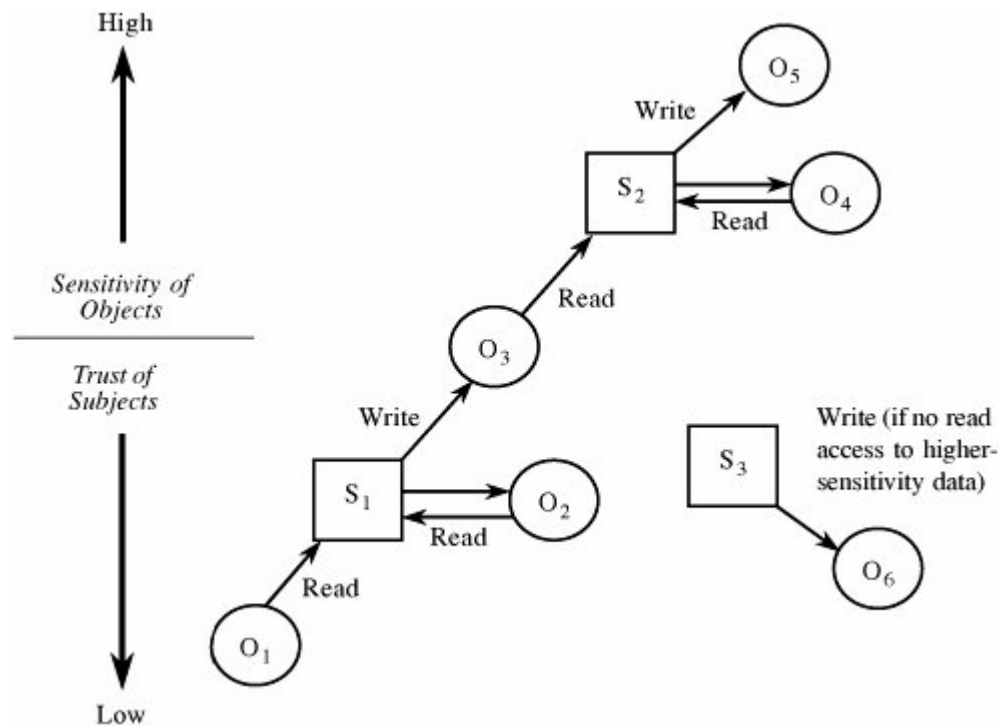 High
O5
Write
S2
O4
Read
Sensitivity of
Objects
Read
O3
Trust of
Subjects
Write
Write (if no read
access to higher-
sensitivity data)
S3
S1
O2
Read
Read
O6
O1
Low